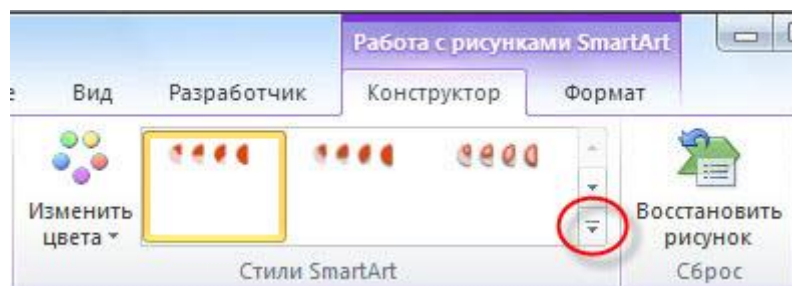 Работа с рисунками SmartArt
е Вид Разработчик Конструктор Формат
Изменить цвета
Восстановить рисунок
Стили SmartArt
Сброс